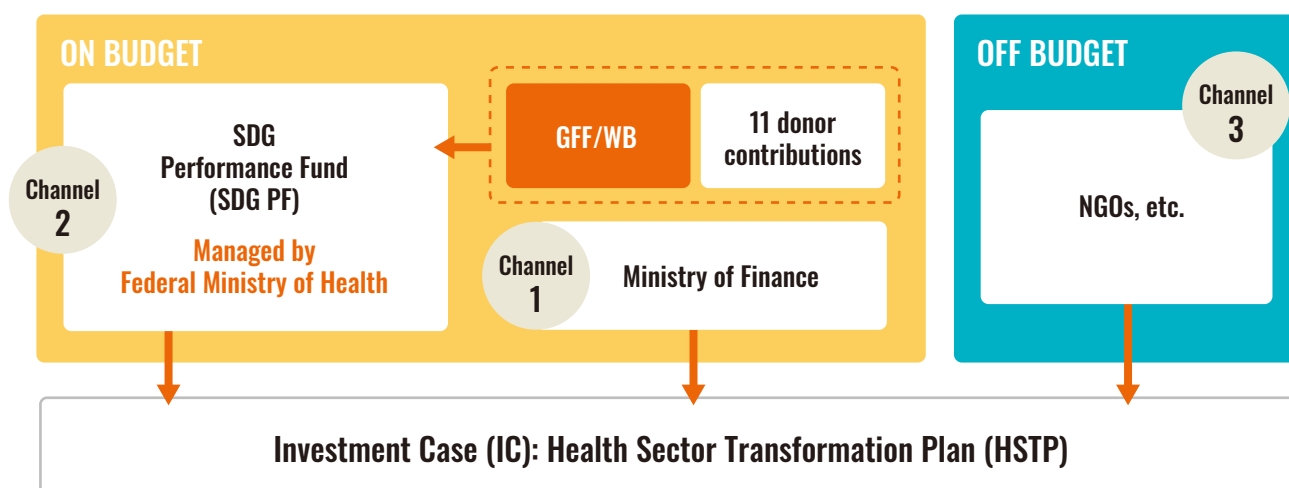 ON BUDGET
SDG
Performance Fund
(SDG PF)
Managed by
Federal Ministry of Health
Channel
2
GFF/WB
11 donor
contributions
Channel
1
Ministry of Finance
OFF BUDGET
Channel
3
NGOs, etc.
Investment Case (IC): Health Sector Transformation Plan (HSTP)